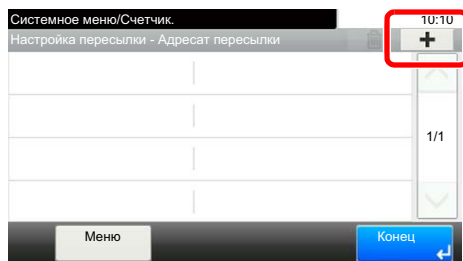 Системное меню/Счетчик. 10:10
Настройка пересылки - Адресат пересылки
1/1
Меню Конец